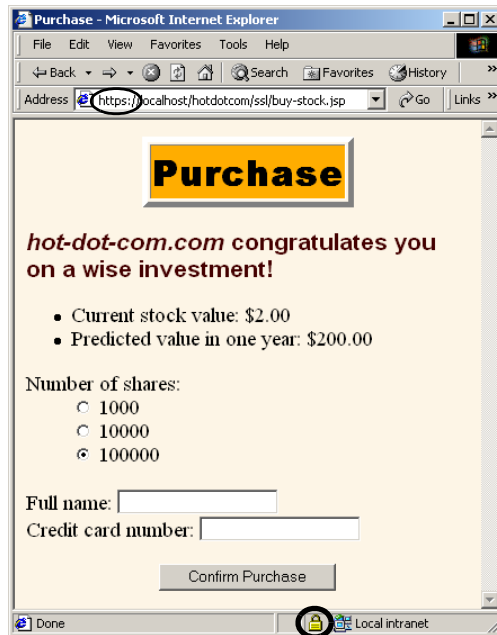 Purchase - Microsoft Internet Explorer
File Edit View Favorites Tools Help
Back Search Favorites History »
Address https://localhost/hotdotcom/ssl/buy-stock.jsp Go Links »
Purchase
hot-dot-com.com congratulates you
on a wise investment!
• Current stock value: $2.00
• Predicted value in one year: $200.00
Number of shares:
1000
10000
100000
Full name:
Credit card number:
Confirm Purchase
Done Local intranet